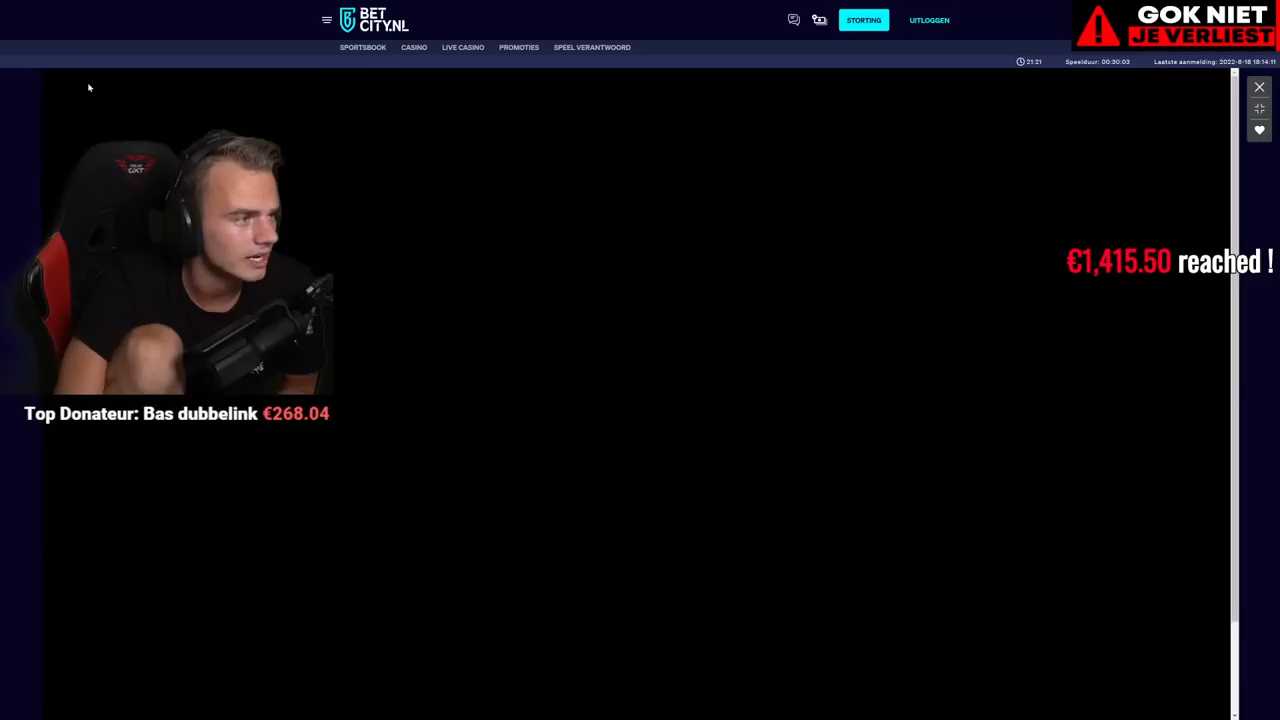 BET
CITY.NL
STORTING
UITLOGGEN
GOK NIET
JE VERLIEST
SPORTSBOOK
CASINO
LIVE CASINO
PROMOTIES
SPEEL VERANTWOORD
21:21
Speelduur: 00:30:03
Laatste aanmelding: 2022-8-18 18:14:11
GXT
€1,415.50 reached !
Top Donateur: Bas dubbelink €268.04